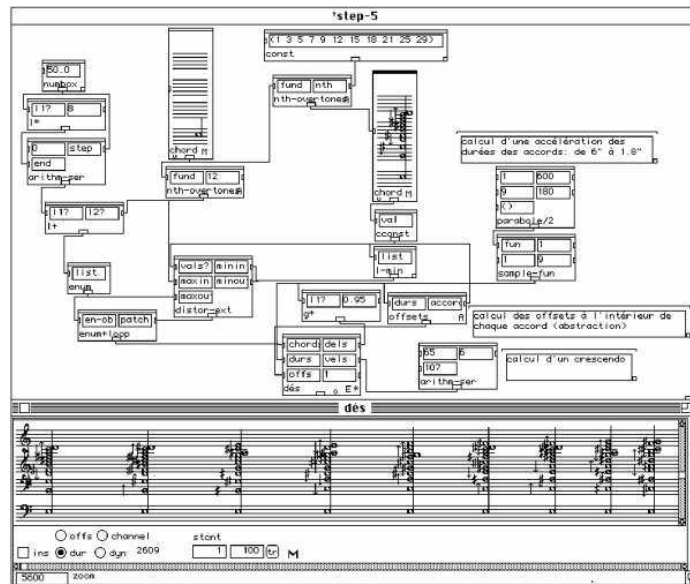 *step-5
50.0
numbox
l1? 8
l*
0 step
end
arithm-ser
l1? l2?
l+
list
enum
en-ob patch
enum+loop
chord M
fund 12
nth-overtones A
(1 3 5 7 9 12 15 18 21 25 29)
const
fund nth
nth-overtones A
chord M
val
cconst
list
l-min
vals? minin
maxin minou
maxou
distor-ext
l1? 0.95
g*
durs accor
offsets A
chords dels
durs vels
offs 1
dés 0 E*
65 6
107
arithm-ser
calcul d'un crescendo
calcul des offsets à l'intérieur de
chaque accord (abstraction)
calcul d'une accélération des
durées des accords: de 6" à 1.8"
1 600
9 180
()
parabole/2
fun 1
1 9
sample-fun
dés
offs channel stcnt
ins dur dyn 2609 1 100 tr M
5600 zoom